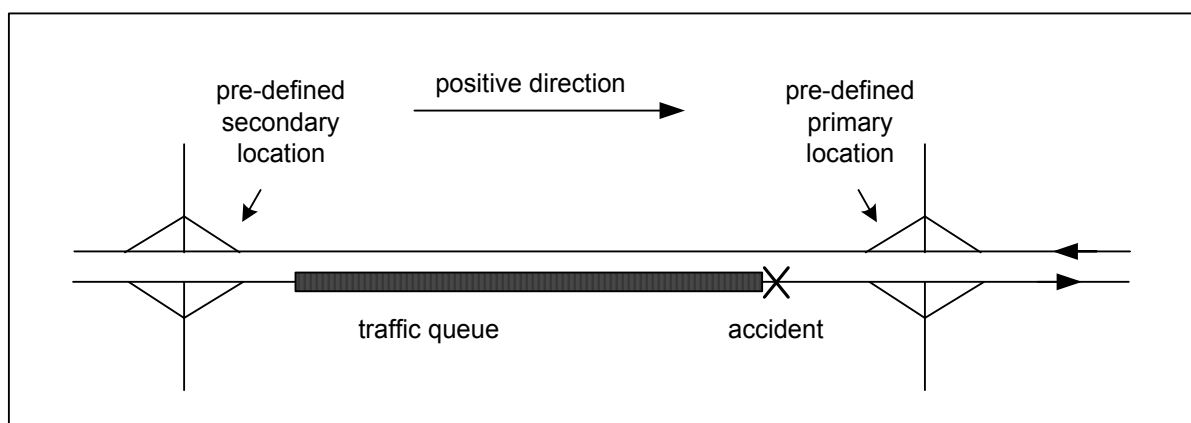 pre-defined
secondary
location
positive direction
pre-defined
primary
location
traffic queue
accident